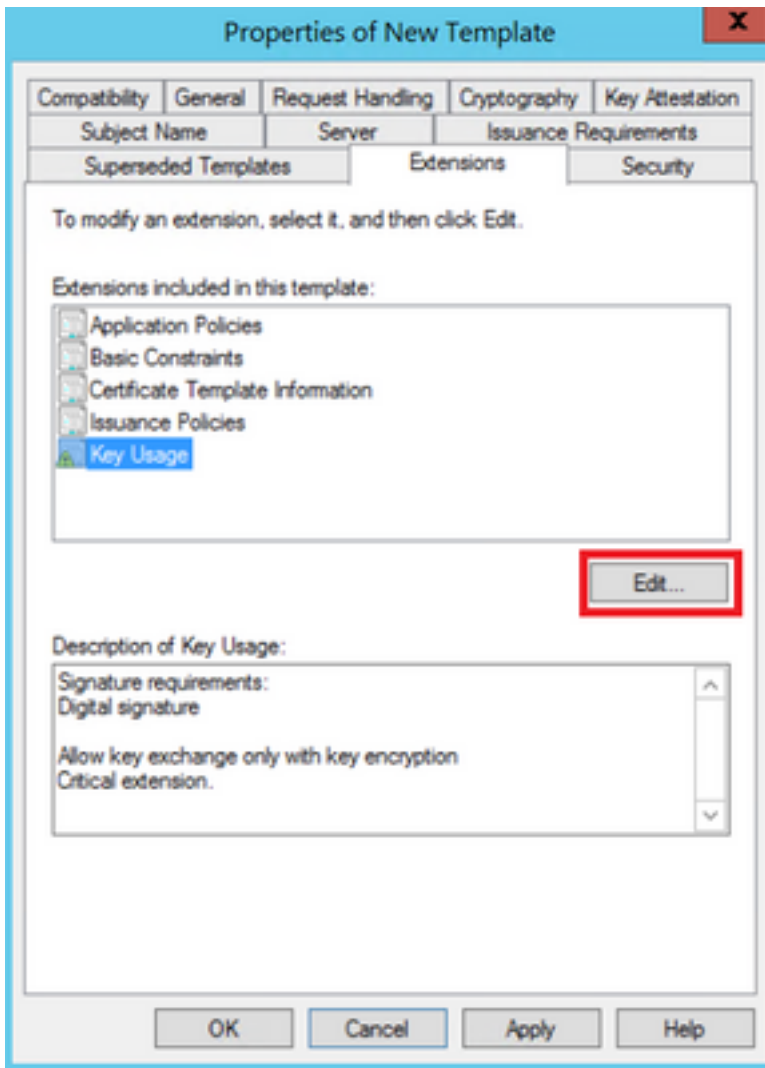 Properties of New Template
x
Compatibility General Request Handling Cryptography Key Attestation
Subject Name Server Issuance Requirements
Superseded Templates Extensions Security
To modify an extension, select it, and then click Edit.
Extensions included in this template:
Application Policies
Basic Constraints
Certificate Template Information
Issuance Policies
Key Usage
Edit...
Description of Key Usage:
Signature requirements:
Digital signature
Allow key exchange only with key encryption
Critical extension.
OK Cancel Apply Help